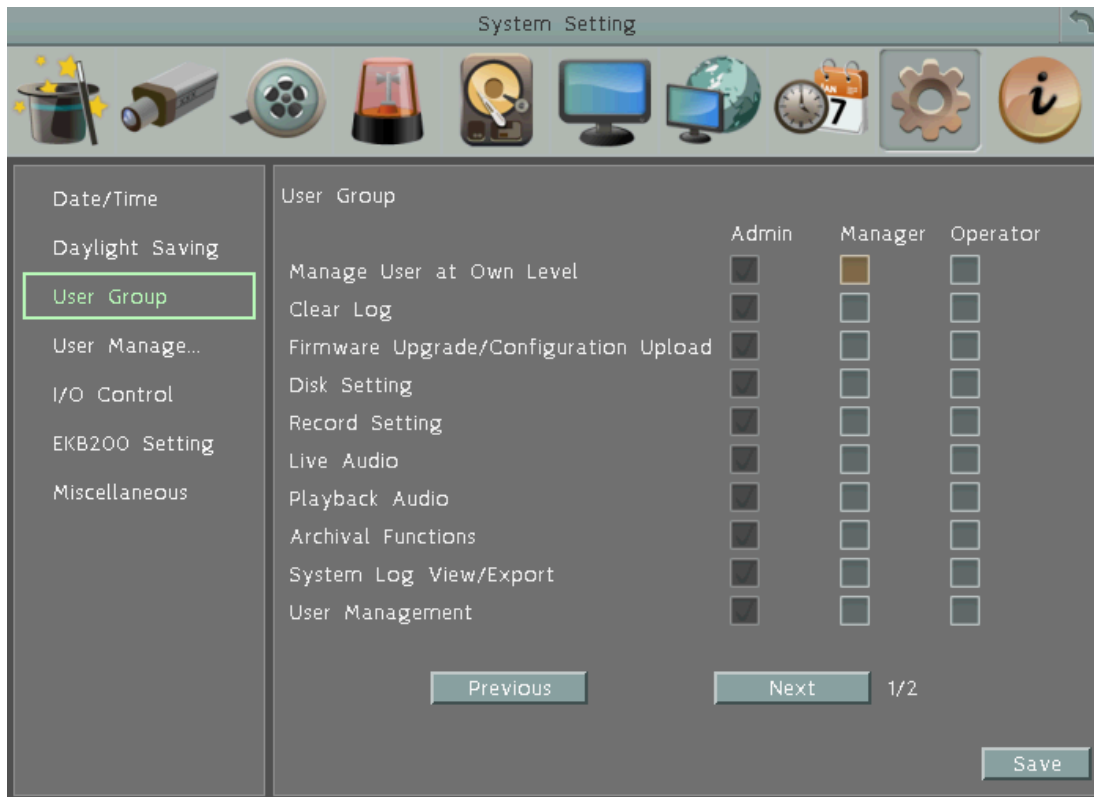 System Setting
JAN
7
i
Date/Time
Daylight Saving
User Group
User Manage...
I/O Control
EKB200 Setting
Miscellaneous
User Group
Admin Manager Operator
Manage User at Own Level
Clear Log
Firmware Upgrade/Configuration Upload
Disk Setting
Record Setting
Live Audio
Playback Audio
Archival Functions
System Log View/Export
User Management
Previous Next 1/2
Save